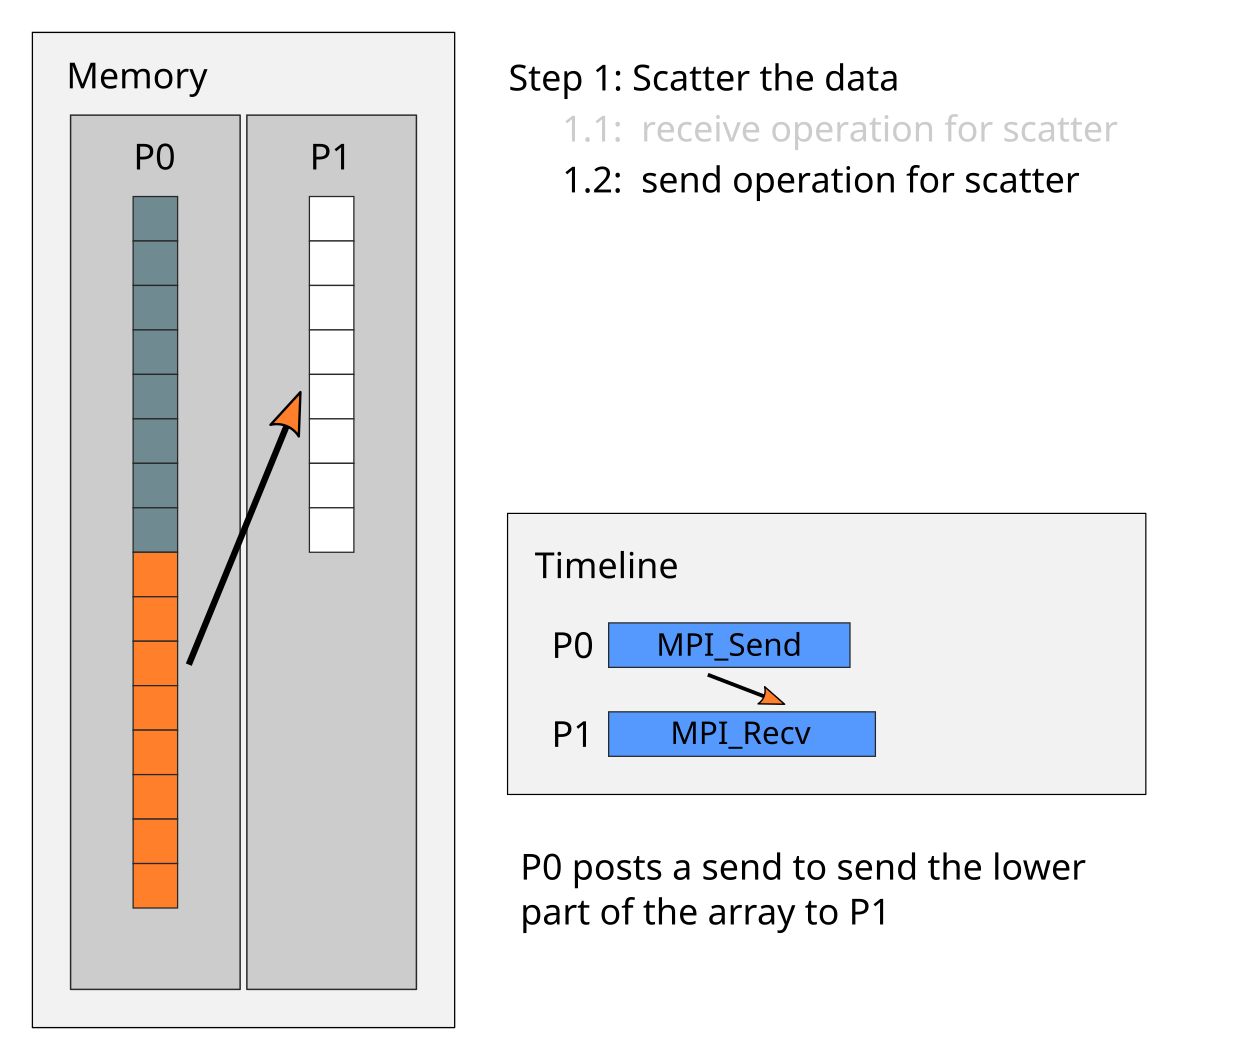 Memory
P0
P1
Step 1: Scatter the data
1.1: receive operation for scatter
1.2: send operation for scatter
Timeline
P0 MPI_Send
P1 MPI_Recv
P0 posts a send to send the lower
part of the array to P1